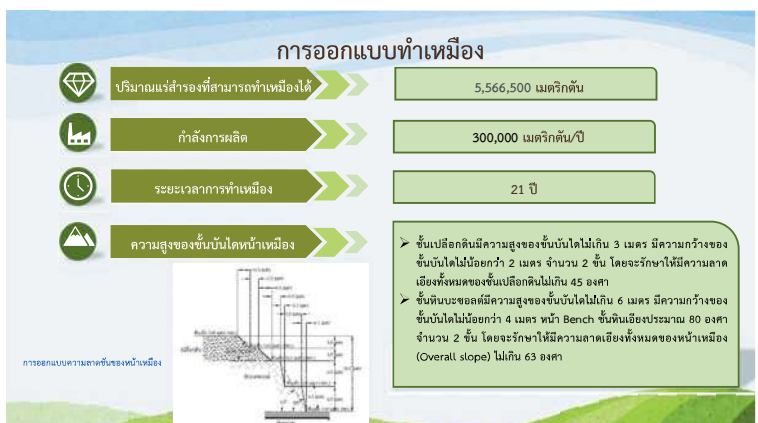 การออกแบบทำเหมือง
ปริมาณแร่สำรองที่สามารถทำเหมืองได้
5,566,500 เมตริกตัน
กำลังการผลิต
300,000 เมตริกตัน/ปี
ระยะเวลาการทำเหมือง
21 ปี
ความสูงของขั้นบันไดหน้าเหมือง
ชั้นเปลือกดินมีความสูงของขั้นบันไดไม่เกิน 3 เมตร มีความกว้างของ
ขั้นบันไดไม่น้อยกว่า 2 เมตร จำนวน 2 ชั้น โดยจะรักษาให้มีความลาด
เอียงทั้งหมดของชั้นเปลือกดินไม่เกิน 45 องศา
ชั้นหินบะซอลต์มีความสูงของขั้นบันไดไม่เกิน 6 เมตร มีความกว้างของ
ขั้นบันไดไม่น้อยกว่า 4 เมตร หน้า Bench ชั้นหินเอียงประมาณ 80 องศา
จำนวน 2 ชั้น โดยจะรักษาให้มีความลาดเอียงทั้งหมดของหน้าเหมือง
(Overall slope) ไม่เกิน 63 องศา
การออกแบบความลาดชันของหน้าเหมือง